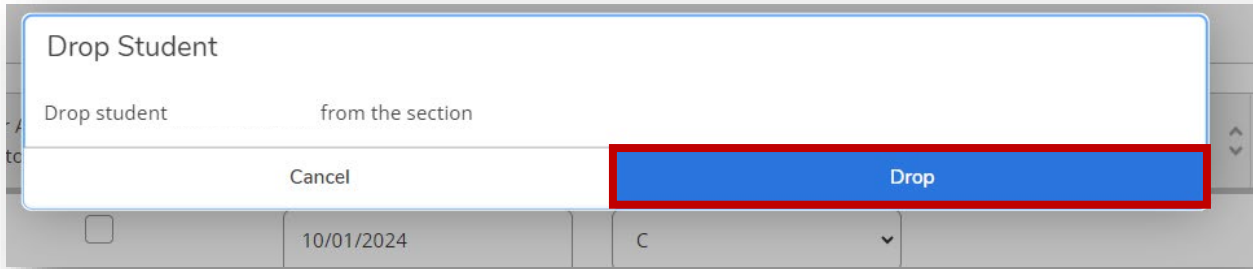 Drop Student
Drop student from the section
Cancel
Drop
10/01/2024
C